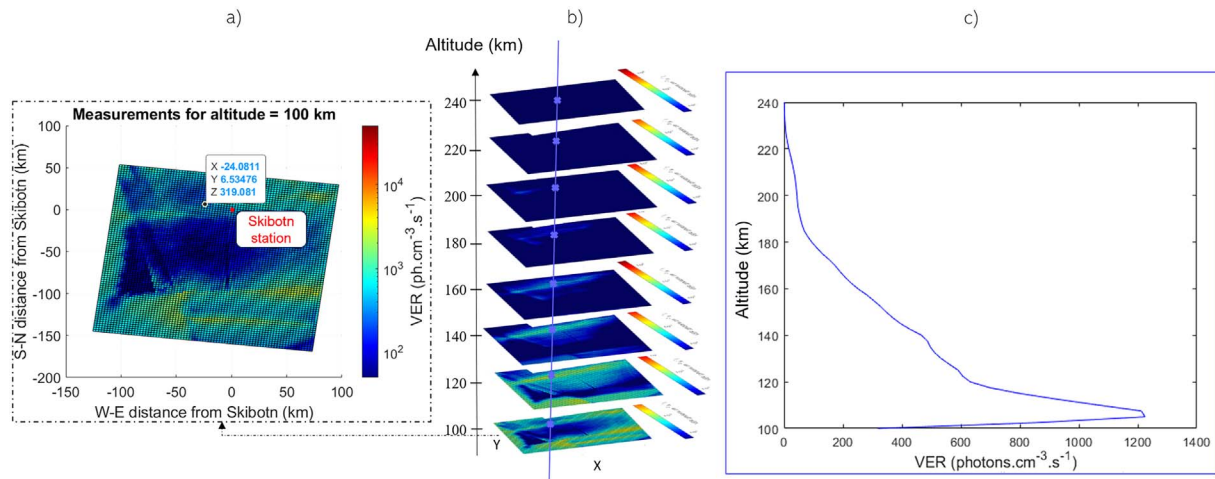 a)
b)
c)
Measurements for altitude = 100 km
100
50
0
-50
-100
-150
-200
S-N distance from Skibotn (km)
-150
-100
-50
0
50
100
W-E distance from Skibotn (km)
X -24.0811
Y 6.53476
Z 319.081
Skibotn
station
10⁴
10³
10²
VER (ph.cm⁻³.s⁻¹)
Altitude (km)
240
220
200
180
160
140
120
100
Y
X
240
220
200
180
160
140
120
100
Altitude (km)
0
200
400
600
800
1000
1200
1400
VER (photons.cm⁻³.s⁻¹)